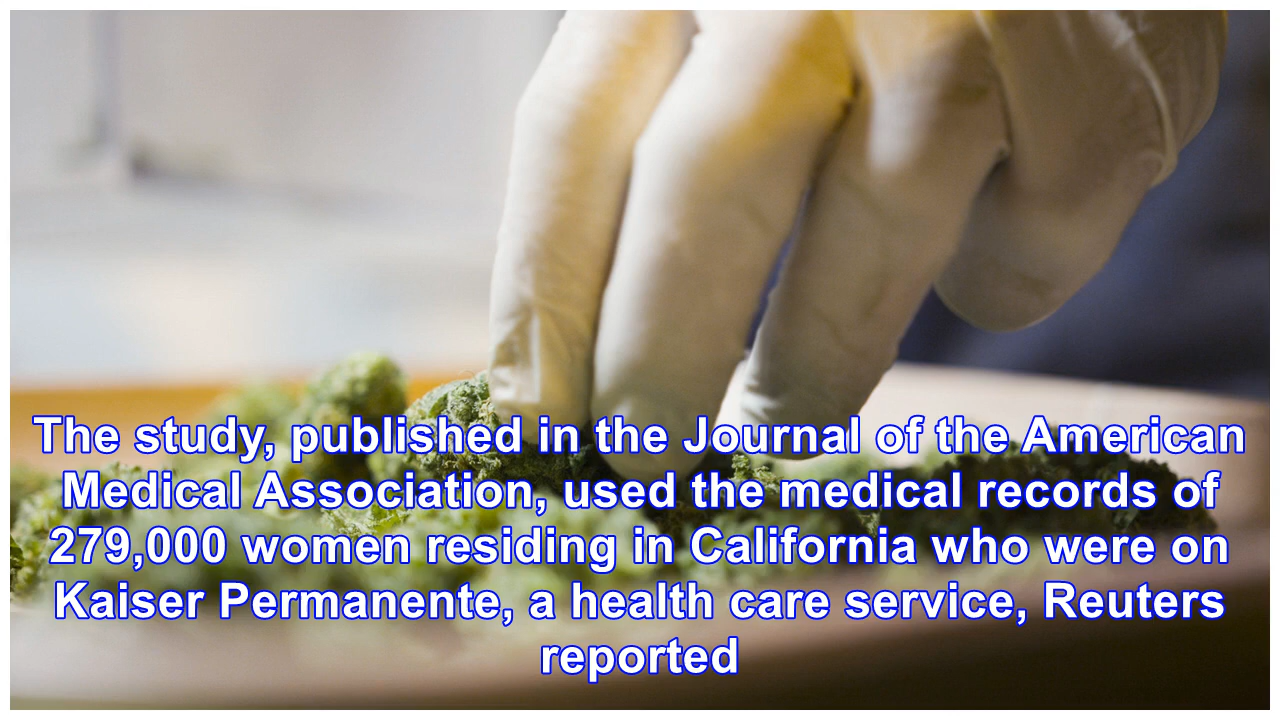 The study, published in the Journal of the American
Medical Association, used the medical records of
279,000 women residing in California who were on
Kaiser Permanente, a health care service, Reuters
reported